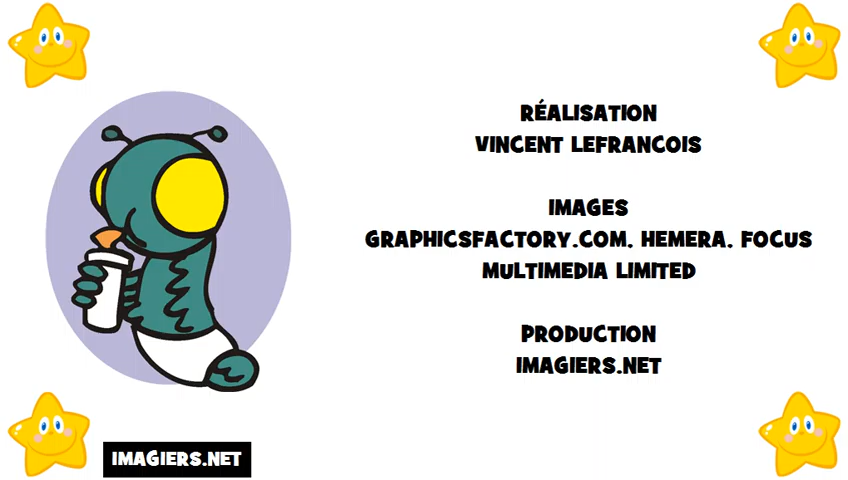 RÉALISATION
VINCENT LEFRANCOIS
IMAGES
GRAPHICSFACTORY.COM, HEMERA, FOCUS
MULTIMEDIA LIMITED
PRODUCTION
IMAGIERS.NET
IMAGIERS.NET